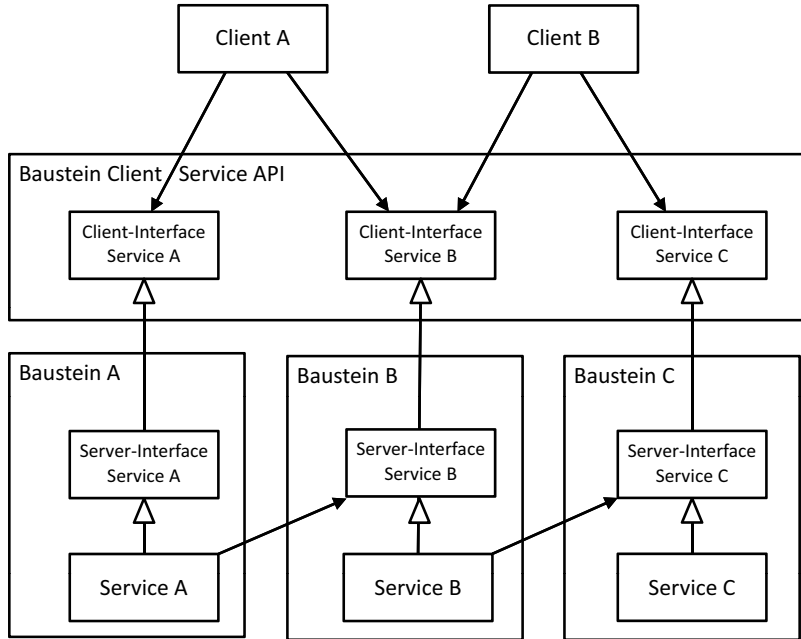 Client A
Client B
Baustein Client Service API
Client-Interface
Service A
Client-Interface
Service B
Client-Interface
Service C
Baustein A
Baustein B
Baustein C
Server-Interface
Service A
Server-Interface
Service B
Server-Interface
Service C
Service A
Service B
Service C